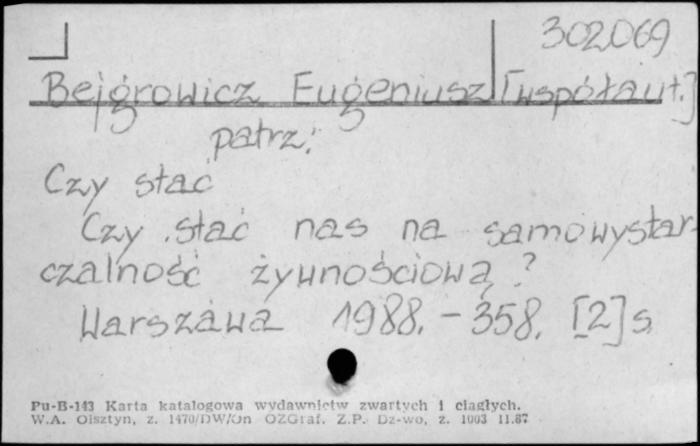 302069
Bejgrowicz Eugeniusz [współaut.]
patrz:
Czy stać
Czy stać nas na samowystar-
czalność żywnościową ?
Warszawa 1988. - 358, [2] s.
Pu-B-143 Karta katalogowa wydawnictw zwartych i ciągłych.
W.A. Olsztyn, z. 1470/DW/On OZGraf. Z.P. Dz-wo, z. 1003 11.87